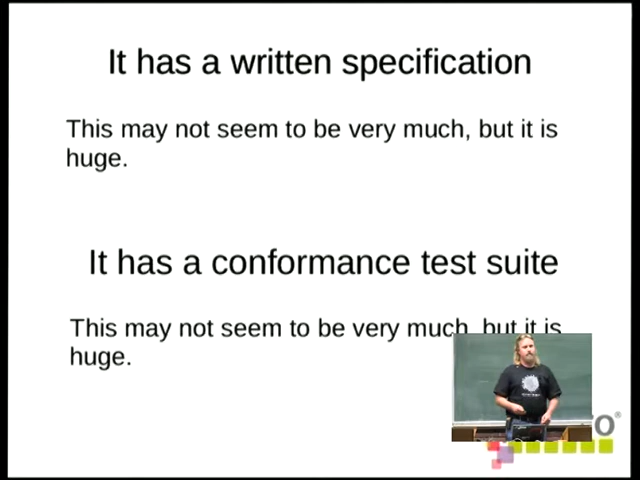 It has a written specification
This may not seem to be very much, but it is
huge.
It has a conformance test suite
This may not seem to be very much, but it is
huge.